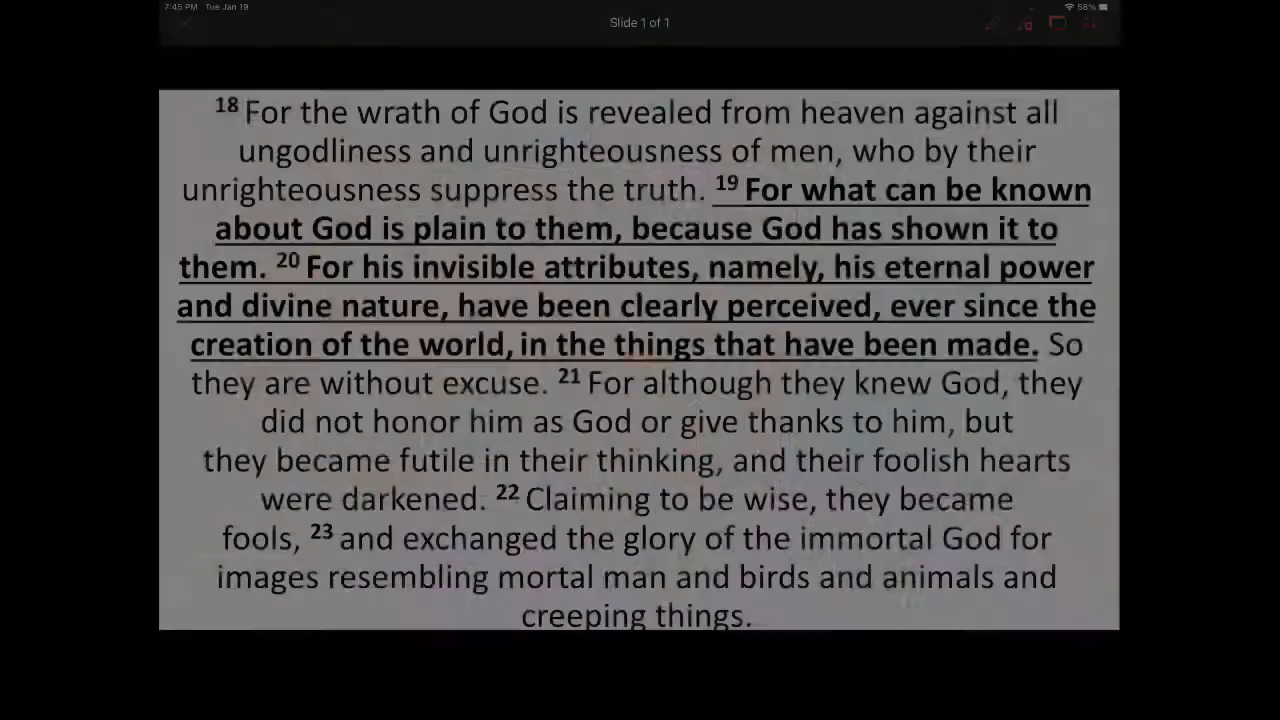 7:45 PM Tue Jan 19
58%
Slide 1 of 1
18 For the wrath of God is revealed from heaven against all
ungodliness and unrighteousness of men, who by their
unrighteousness suppress the truth. 19 For what can be known
about God is plain to them, because God has shown it to
them. 20 For his invisible attributes, namely, his eternal power
and divine nature, have been clearly perceived, ever since the
creation of the world, in the things that have been made. So
they are without excuse. 21 For although they knew God, they
did not honor him as God or give thanks to him, but
they became futile in their thinking, and their foolish hearts
were darkened. 22 Claiming to be wise, they became
fools, 23 and exchanged the glory of the immortal God for
images resembling mortal man and birds and animals and
creeping things.